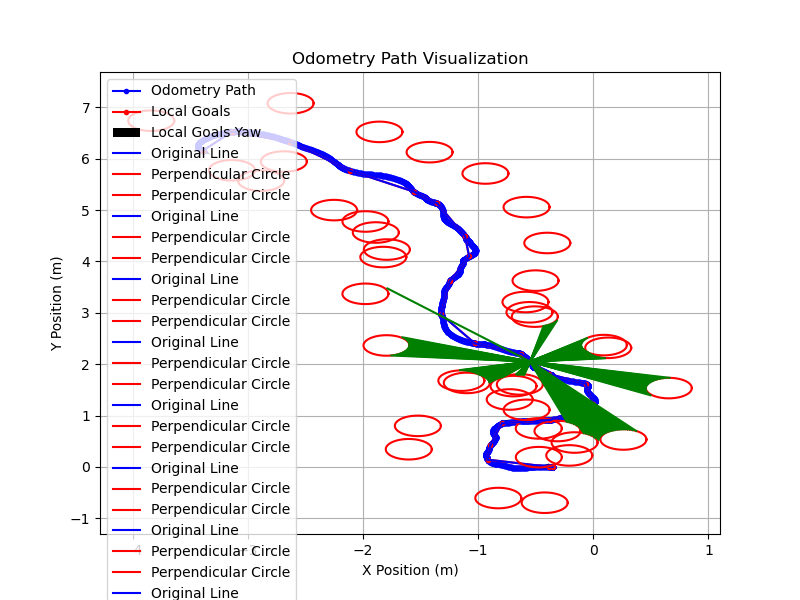 Odometry Path Visualization
Y Position (m)
7
6
5
4
3
2
1
0
−1
Odometry Path
Local Goals
Local Goals Yaw
Original Line
Perpendicular Circle
Perpendicular Circle
Original Line
Perpendicular Circle
Perpendicular Circle
Original Line
Perpendicular Circle
Perpendicular Circle
Original Line
Perpendicular Circle
Perpendicular Circle
Original Line
Perpendicular Circle
Perpendicular Circle
Original Line
Perpendicular Circle
Perpendicular Circle
Original Line
Perpendicular Circle
Perpendicular Circle
Original Line
−4 −3 −2 −1 0 1
X Position (m)